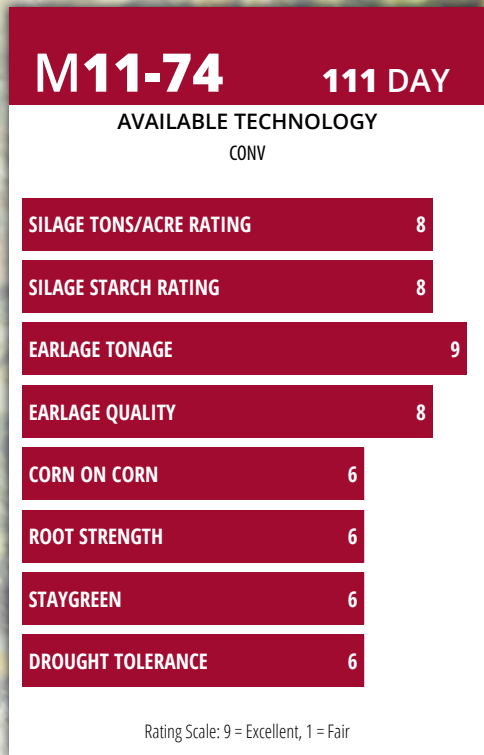 M11-74 111 DAY
AVAILABLE TECHNOLOGY
CONV
SILAGE TONS/ACRE RATING 8
SILAGE STARCH RATING 8
EARLAGE TONAGE 9
EARLAGE QUALITY 8
CORN ON CORN 6
ROOT STRENGTH 6
STAYGREEN 6
DROUGHT TOLERANCE 6
Rating Scale: 9 = Excellent, 1 = Fair